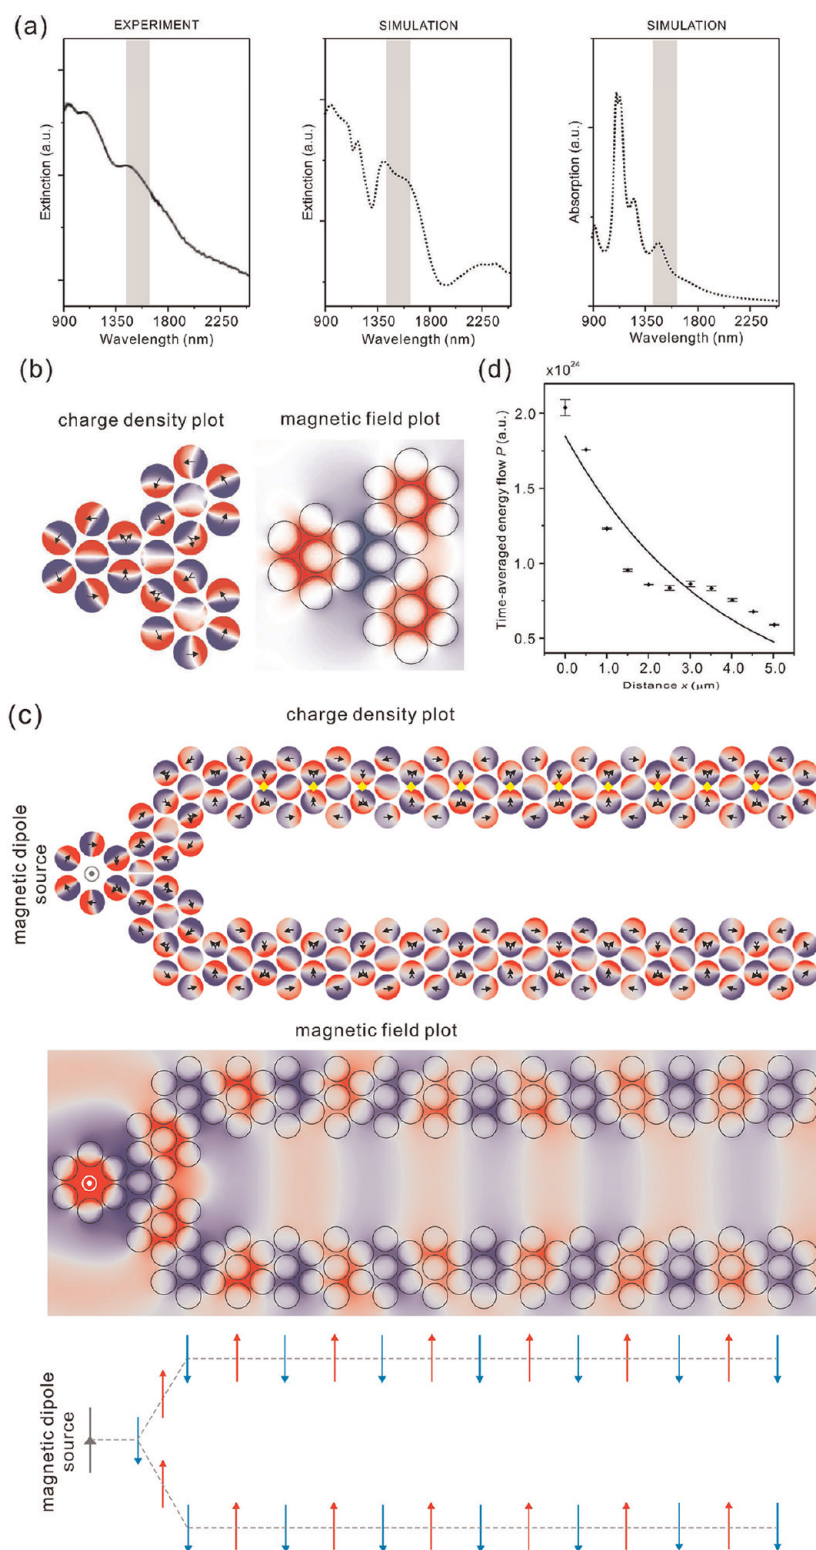 (a)
EXPERIMENT
SIMULATION
SIMULATION
Extinction (a.u.)
900 1350 1800 2250
Wavelength (nm)
Extinction (a.u.)
900 1350 1800 2250
Wavelength (nm)
Absorption (a.u.)
900 1350 1800 2250
Wavelength (nm)
(b)
charge density plot
magnetic field plot
(d)
x10²⁴
Time-averaged energy flow P (a.u.)
2.0
1.5
1.0
0.5
0.0 1.0 2.0 3.0 4.0 5.0
Distance x (μm)
(c)
charge density plot
magnetic dipole
source
magnetic field plot
magnetic dipole
source